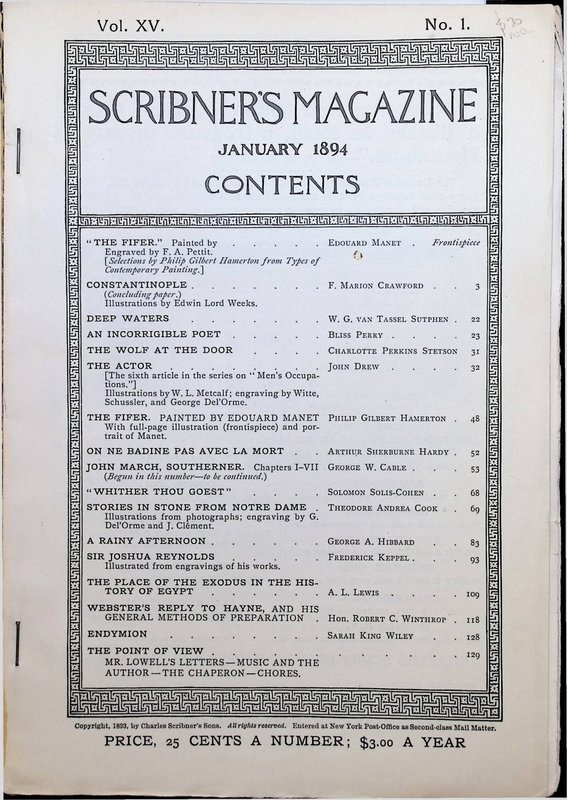 Vol. XV. No. 1.
SCRIBNER'S MAGAZINE
JANUARY 1894
CONTENTS
"THE FIFER." Painted by . . . . . EDOUARD MANET . Frontispiece
Engraved by F. A. Pettit.
[Selections by Philip Gilbert Hamerton from Types of
Contemporary Painting.]
CONSTANTINOPLE . . . . . . . F. MARION CRAWFORD . . 3
(Concluding paper.)
Illustrations by Edwin Lord Weeks.
DEEP WATERS . . . . . . W. G. VAN TASSEL SUTPHEN . 22
AN INCORRIGIBLE POET . . . . . BLISS PERRY . . . . 23
THE WOLF AT THE DOOR . . . . CHARLOTTE PERKINS STETSON 31
THE ACTOR . . . . . . . JOHN DREW . . . . 32
[The sixth article in the series on "Men's Occupa-
tions."]
Illustrations by W. L. Metcalf; engraving by Witte,
Schussler, and George Del'Orme.
THE FIFER. PAINTED BY EDOUARD MANET PHILIP GILBERT HAMERTON . 48
With full-page illustration (frontispiece) and por-
trait of Manet.
ON NE BADINE PAS AVEC LA MORT . . ARTHUR SHERBURNE HARDY . 52
JOHN MARCH, SOUTHERNER. Chapters I-VII GEORGE W. CABLE . . . 53
(Begun in this number—to be continued.)
"WHITHER THOU GOEST" . . . . . SOLOMON SOLIS-COHEN . . 68
STORIES IN STONE FROM NOTRE DAME . THEODORE ANDREA COOK . 69
Illustrations from photographs; engraving by G.
Del'Orme and J. Clément.
A RAINY AFTERNOON . . . . . . GEORGE A. HIBBARD . . 83
SIR JOSHUA REYNOLDS . . . . . FREDERICK KEPPEL . . . 93
Illustrated from engravings of his works.
THE PLACE OF THE EXODUS IN THE HIS-
TORY OF EGYPT . . . . . . A. L. LEWIS . . . . 109
WEBSTER'S REPLY TO HAYNE, AND HIS
GENERAL METHODS OF PREPARATION . Hon. ROBERT C. WINTHROP . 118
ENDYMION . . . . . . . . SARAH KING WILEY . . 128
THE POINT OF VIEW . . . . . . . . . . . . 129
MR. LOWELL'S LETTERS—MUSIC AND THE
AUTHOR—THE CHAPERON—CHORES.
Copyright, 1893, by Charles Scribner's Sons. All rights reserved. Entered at New York Post-Office as Second-class Mail Matter.
PRICE, 25 CENTS A NUMBER; $3.00 A YEAR